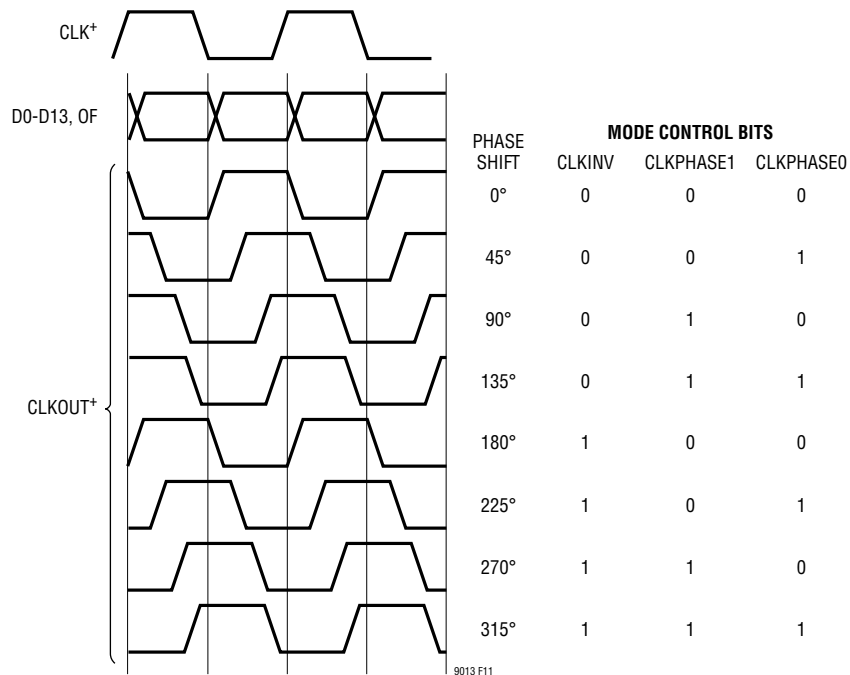 CLK+
D0-D13, OF
CLKOUT+
MODE CONTROL BITS
PHASE
SHIFT CLKINV CLKPHASE1 CLKPHASE0
0° 0 0 0
45° 0 0 1
90° 0 1 0
135° 0 1 1
180° 1 0 0
225° 1 0 1
270° 1 1 0
315° 1 1 1
9013 F11